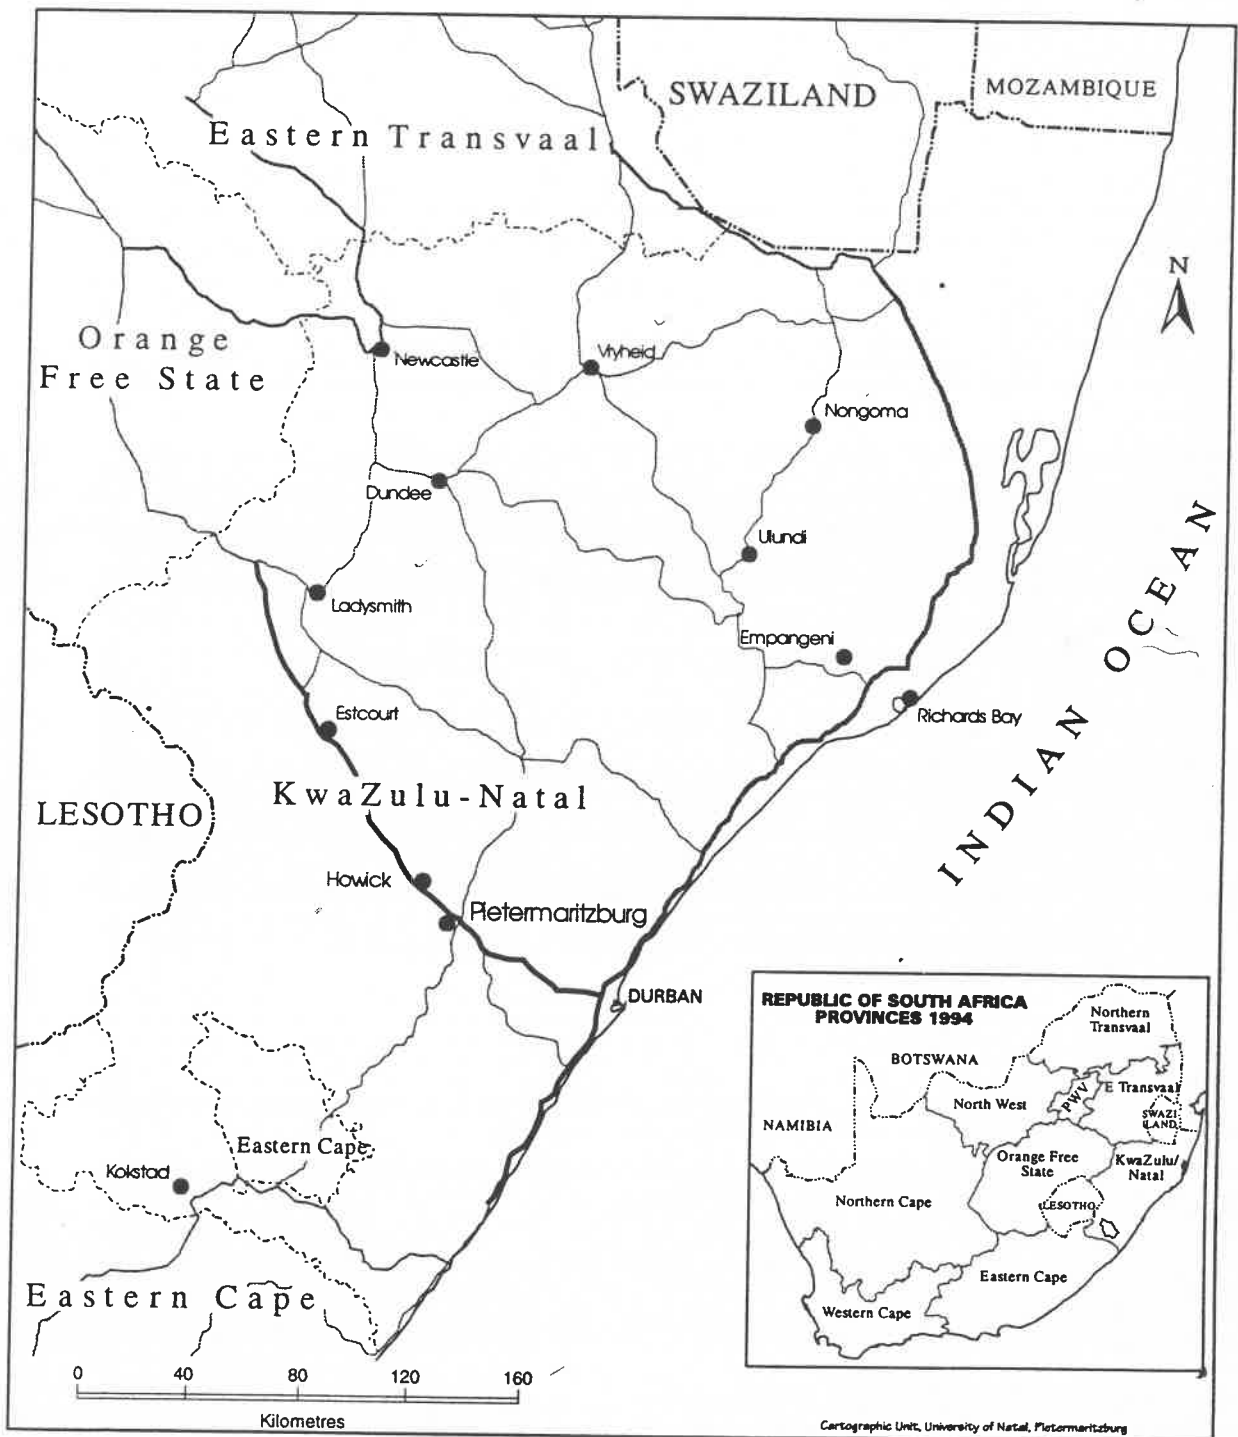 SWAZILAND
MOZAMBIQUE
Eastern Transvaal
N
Orange
Free State
Newcastle
Vryheid
Nongoma
Dundee
Ulundi
Ladysmith
Empangeni
Richards Bay
Estcourt
INDIAN OCEAN
KwaZulu-Natal
LESOTHO
Howick
Pietermaritzburg
DURBAN
Eastern Cape
Kokstad
Eastern Cape
0 40 80 120 160
Kilometres
REPUBLIC OF SOUTH AFRICA
PROVINCES 1994
Northern
Transvaal
BOTSWANA
North West
PWV
E Transvaal
SWAZI
LAND
NAMIBIA
Orange Free
State
KwaZulu/
Natal
Northern Cape
LESOTHO
Eastern Cape
Western Cape
Cartographic Unit, University of Natal, Pietermaritzburg